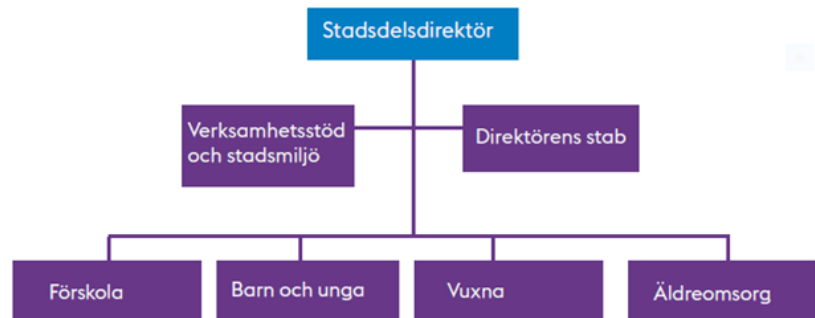 Stadsdelsdirektör
Verksamhetsstöd
och stadsmiljö
Direktörens stab
Förskola
Barn och unga
Vuxna
Äldreomsorg